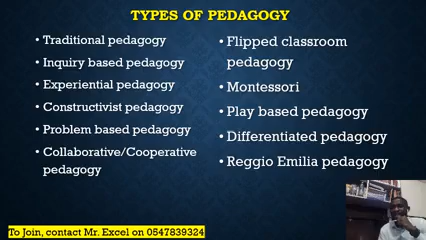 TYPES OF PEDAGOGY
• Traditional pedagogy
• Inquiry based pedagogy
• Experiential pedagogy
• Constructivist pedagogy
• Problem based pedagogy
• Collaborative/Cooperative
pedagogy
• Flipped classroom
pedagogy
• Montessori
• Play based pedagogy
• Differentiated pedagogy
• Reggio Emilia pedagogy
To Join, contact Mr. Excel on 0547839324